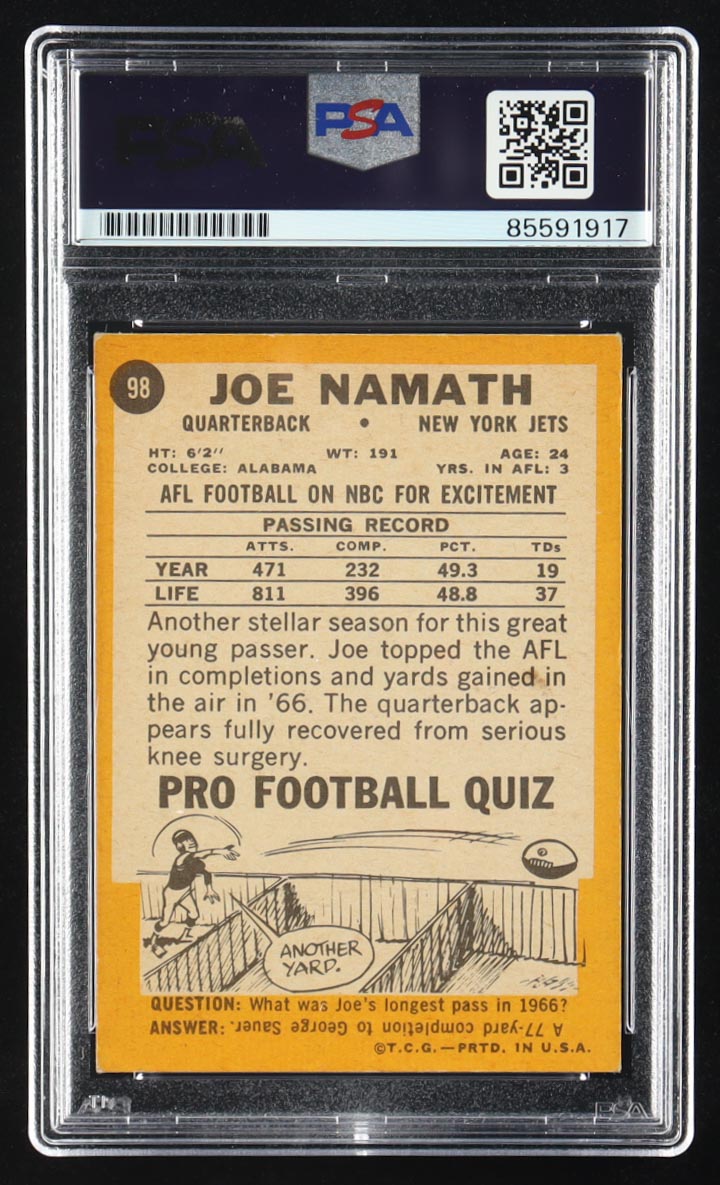 PSA
PSA
85591917
98
JOE NAMATH
QUARTERBACK • NEW YORK JETS
HT: 6'2" WT: 191 AGE: 24
COLLEGE: ALABAMA YRS. IN AFL: 3
AFL FOOTBALL ON NBC FOR EXCITEMENT
PASSING RECORD
ATTS. COMP. PCT. TDs
YEAR 471 232 49.3 19
LIFE 811 396 48.8 37
Another stellar season for this great
young passer. Joe topped the AFL
in completions and yards gained in
the air in '66. The quarterback ap-
pears fully recovered from serious
knee surgery.
PRO FOOTBALL QUIZ
ANOTHER
YARD.
QUESTION: What was Joe's longest pass in 1966?
ANSWER: A 77-yard completion to George Sauer.
©T.C.G.—PRTD. IN U.S.A.
PSA